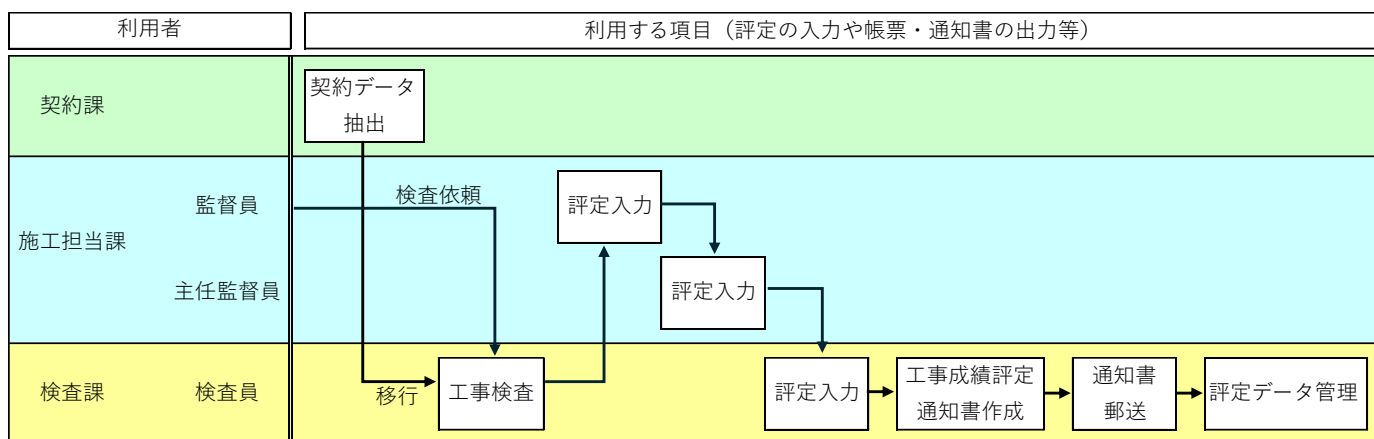 利用者
利用する項目（評定の入力や帳票・通知書の出力等）
契約課
契約データ
抽出
施工担当課
監督員
検査依頼
評定入力
主任監督員
評定入力
検査課
検査員
移行
工事検査
評定入力
工事成績評定
通知書作成
通知書
郵送
評定データ管理